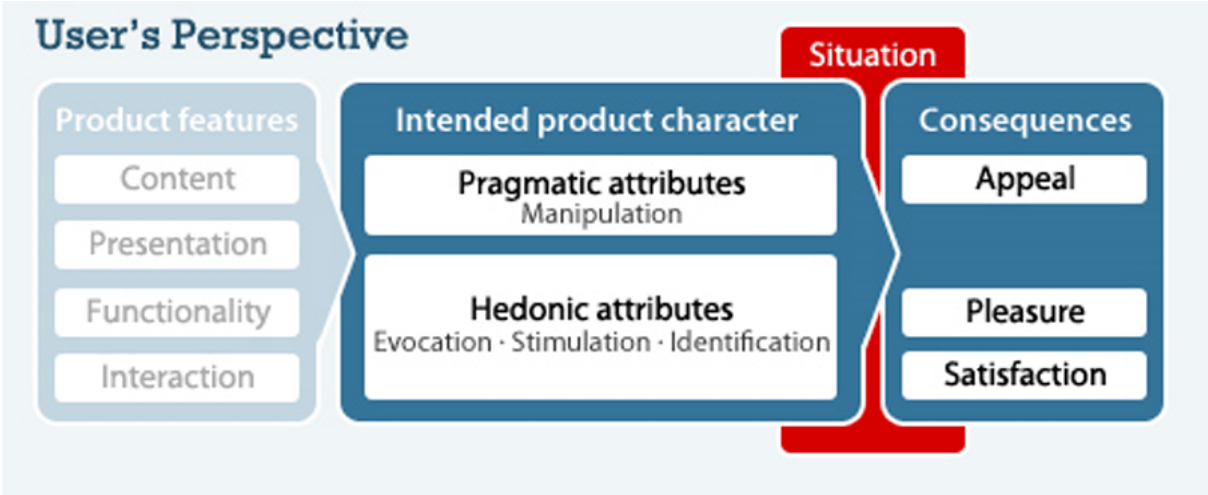 User's Perspective
Situation
Product features
Content
Presentation
Functionality
Interaction
Intended product character
Pragmatic attributes
Manipulation
Hedonic attributes
Evocation · Stimulation · Identification
Consequences
Appeal
Pleasure
Satisfaction